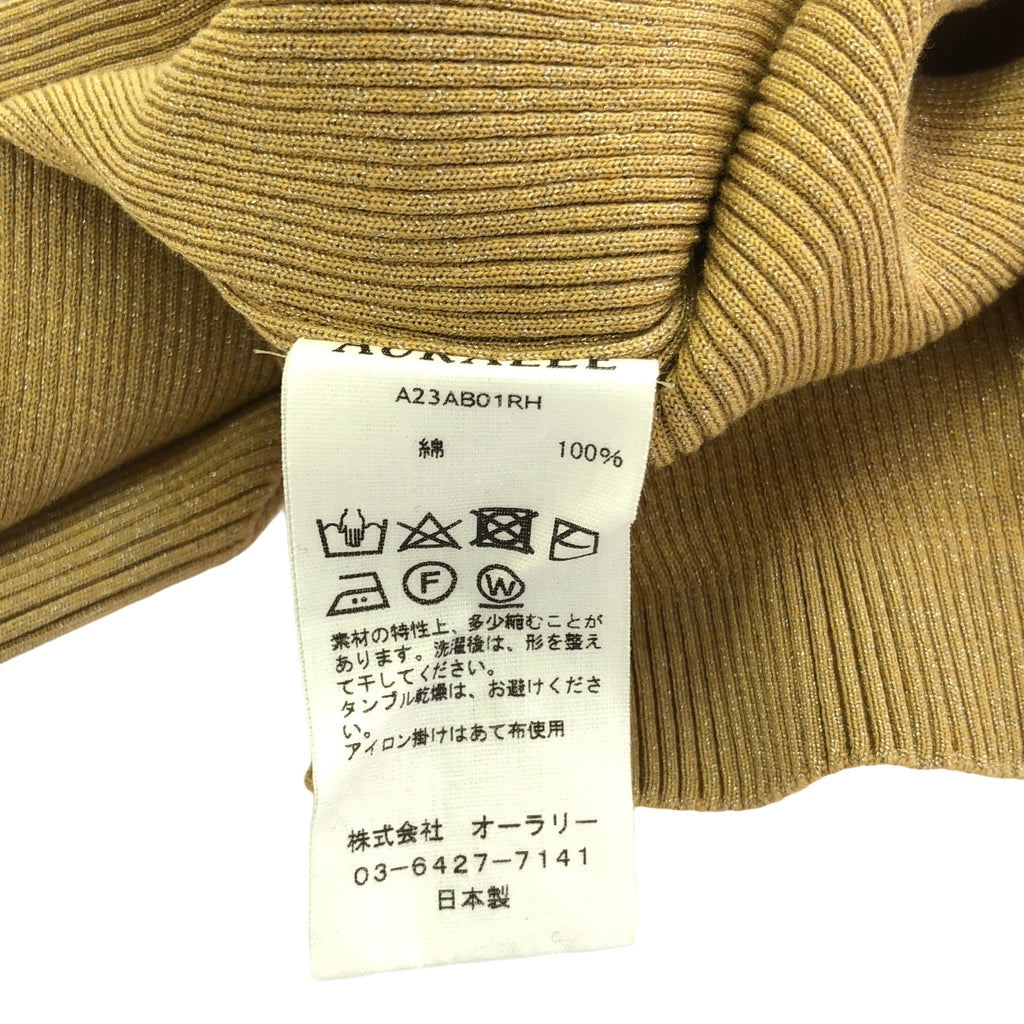 AURALEE
A23AB01RH
綿 100%
F W
素材の特性上、多少縮むことが
あります。洗濯後は、形を整え
て干してください。
タンブル乾燥は、お避けくださ
い。
アイロン掛けはあて布使用
株式会社 オーラリー
03-6427-7141
日本製